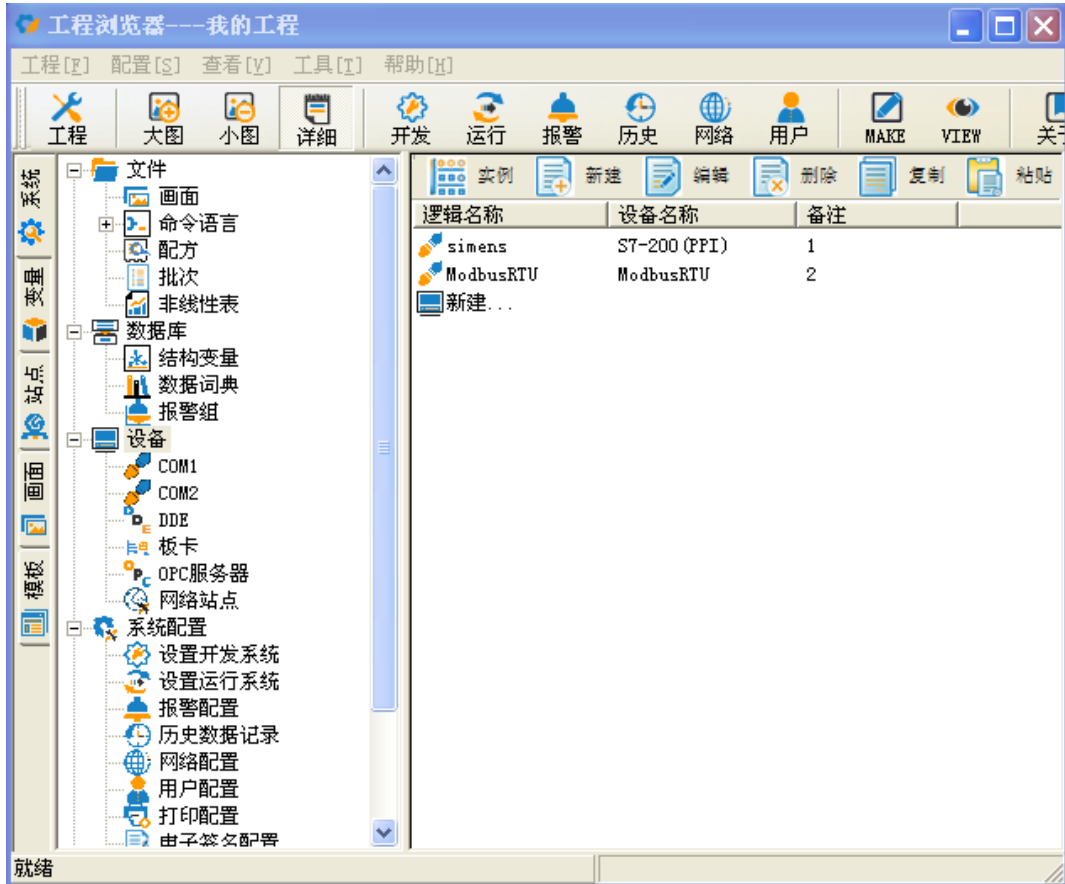 工程浏览器---我的工程
工程[F] 配置[S] 查看[V] 工具[T] 帮助[H]
工程 大图 小图 详细 开发 运行 报警 历史 网络 用户 MAKE VIEW 关于
系统
变量
站点
画面
模板
文件
画面
命令语言
配方
批次
非线性表
数据库
结构变量
数据词典
报警组
设备
COM1
COM2
DDE
板卡
OPC服务器
网络站点
系统配置
设置开发系统
设置运行系统
报警配置
历史数据记录
网络配置
用户配置
打印配置
电子签名配置
实例 新建 编辑 删除 复制 粘贴
逻辑名称 设备名称 备注
simens S7-200(PPI) 1
ModbusRTU ModbusRTU 2
新建...
就绪